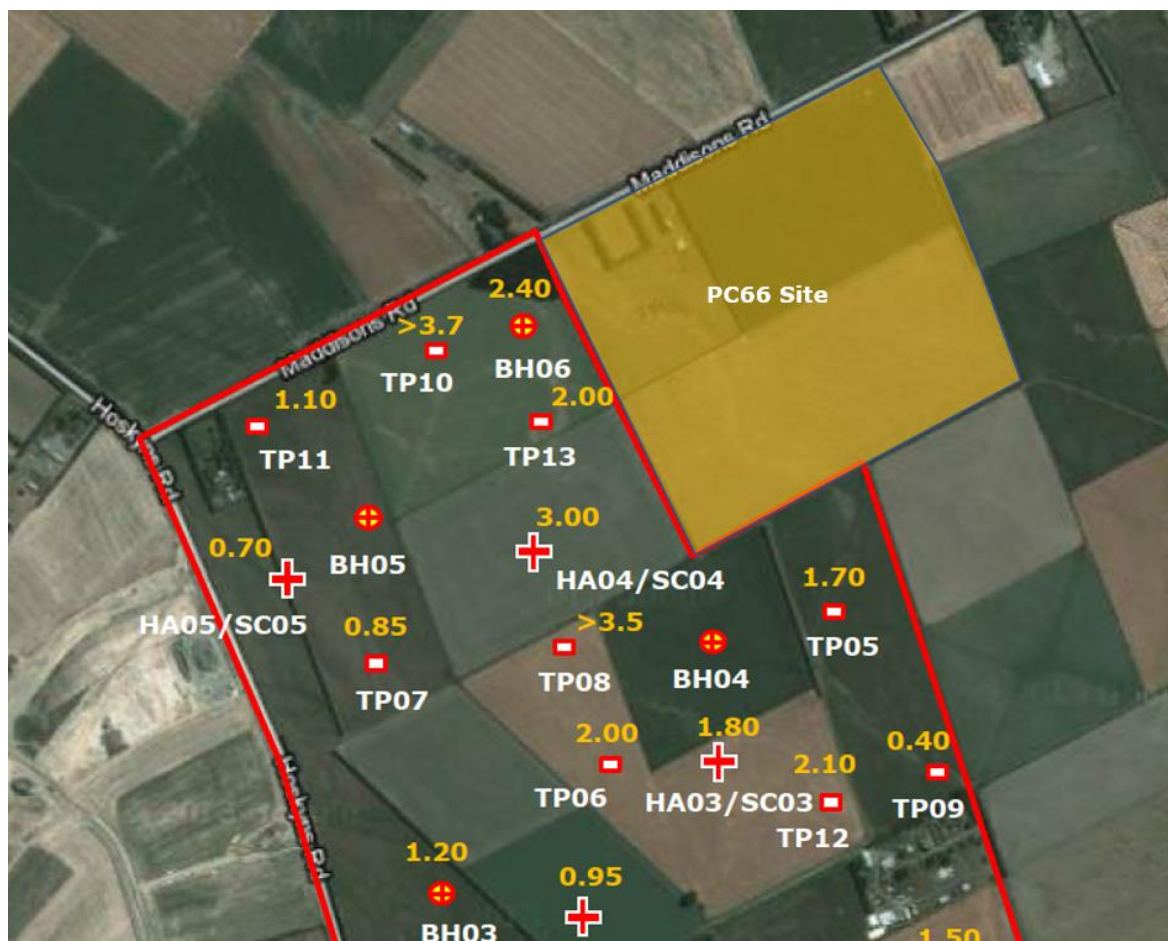 Maddisons Rd
PC66 Site
2.40
>3.7
BH06
Maddisons Rd
TP10
1.10
2.00
Hoskyns Rd
TP11
TP13
3.00
0.70
BH05
HA04/SC04
1.70
HA05/SC05
0.85
>3.5
TP05
TP07
TP08
BH04
2.00
1.80
0.40
2.10
Hoskyns Rd
TP06
HA03/SC03
TP09
TP12
1.20
0.95
BH03
1.50